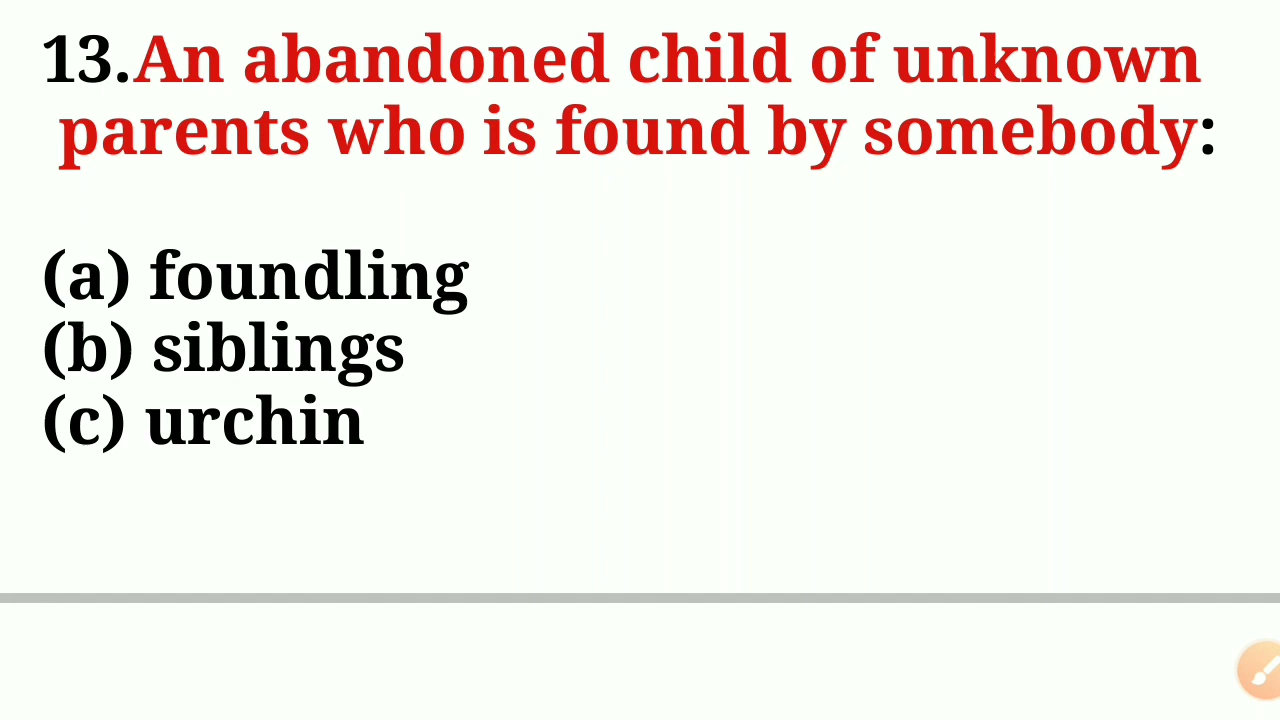 13.An abandoned child of unknown
parents who is found by somebody:
(a) foundling
(b) siblings
(c) urchin